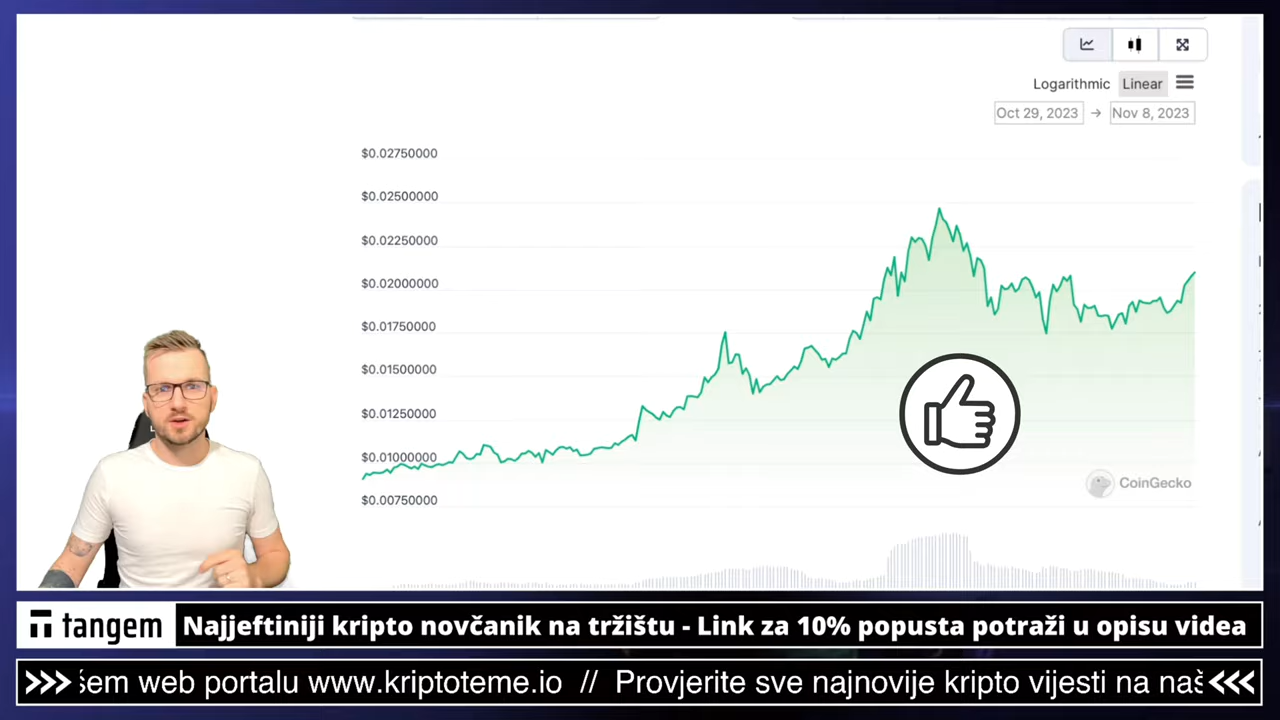 Logarithmic Linear
Oct 29, 2023 → Nov 8, 2023
$0.02750000
$0.02500000
$0.02250000
$0.02000000
$0.01750000
$0.01500000
$0.01250000
$0.01000000
$0.00750000
CoinGecko
tangem Najjeftiniji kripto novčanik na tržištu - Link za 10% popusta potraži u opisu videa
>>> šem web portalu www.kriptoteme.io // Provjerite sve najnovije kripto vijesti na naš <<<